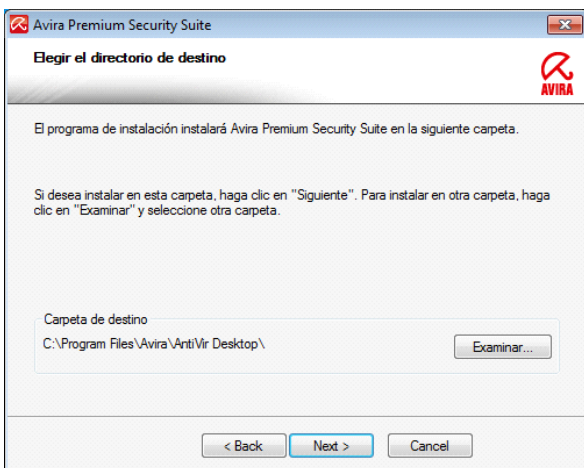 Avira Premium Security Suite
Elegir el directorio de destino
AVIRA
El programa de instalación instalará Avira Premium Security Suite en la siguiente carpeta.
Si desea instalar en esta carpeta, haga clic en "Siguiente". Para instalar en otra carpeta, haga
clic en "Examinar" y seleccione otra carpeta.
Carpeta de destino
C:\Program Files\Avira\AntiVir Desktop\
Examinar...
< Back
Next >
Cancel